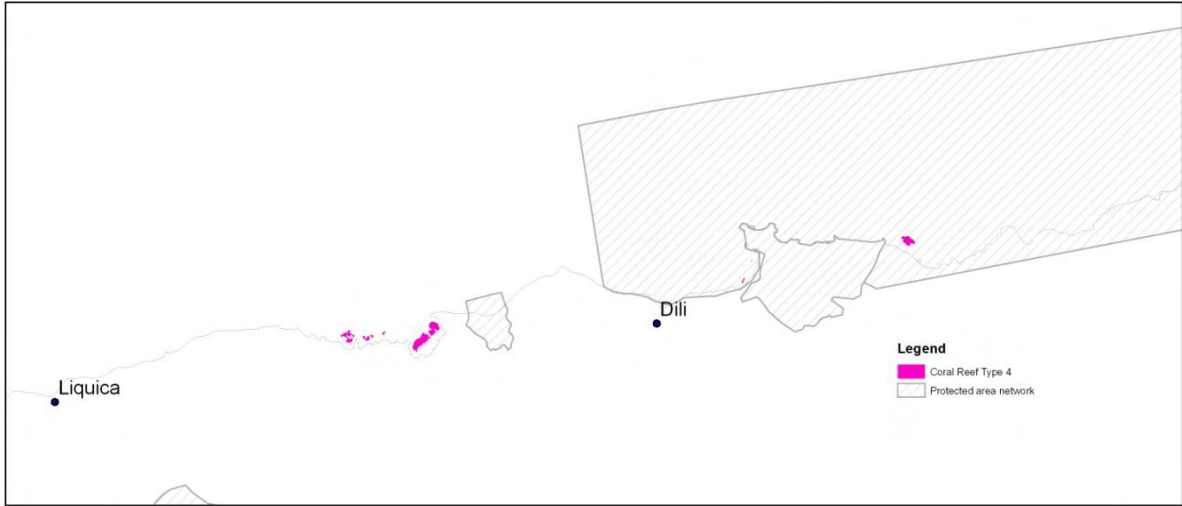 Dili
Liquica
Legend
Coral Reef Type 4
Protected area network